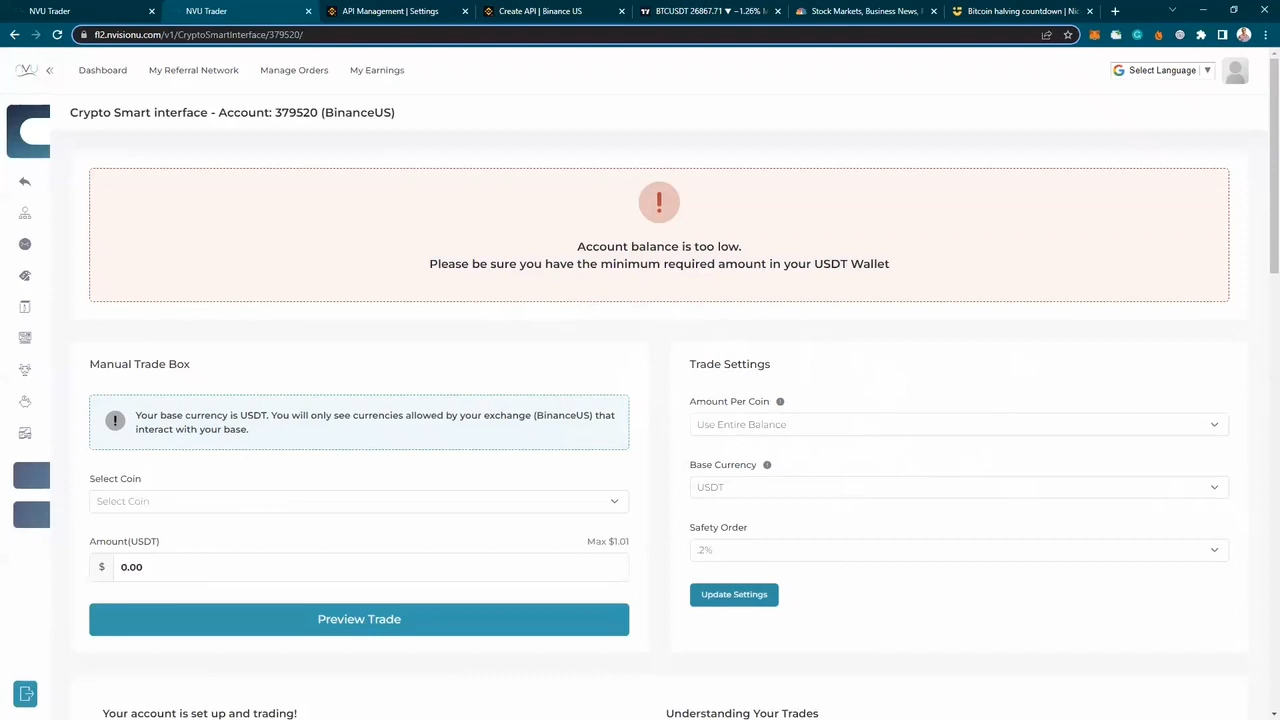 NVU Trader
NVU Trader
API Management | Settings
Create API | Binance US
BTCUSDT 26867.71 ▼ −1.26% M
Stock Markets, Business News,
Bitcoin halving countdown | Nic
fl2.nvisionu.com/v1/CryptoSmartInterface/379520/
Dashboard
My Referral Network
Manage Orders
My Earnings
Select Language
Crypto Smart interface - Account: 379520 (BinanceUS)
Account balance is too low.
Please be sure you have the minimum required amount in your USDT Wallet
Manual Trade Box
Your base currency is USDT. You will only see currencies allowed by your exchange (BinanceUS) that
interact with your base.
Select Coin
Select Coin
Amount(USDT)
Max $1.01
$ 0.00
Preview Trade
Trade Settings
Amount Per Coin
Use Entire Balance
Base Currency
USDT
Safety Order
.2%
Update Settings
Your account is set up and trading!
Understanding Your Trades